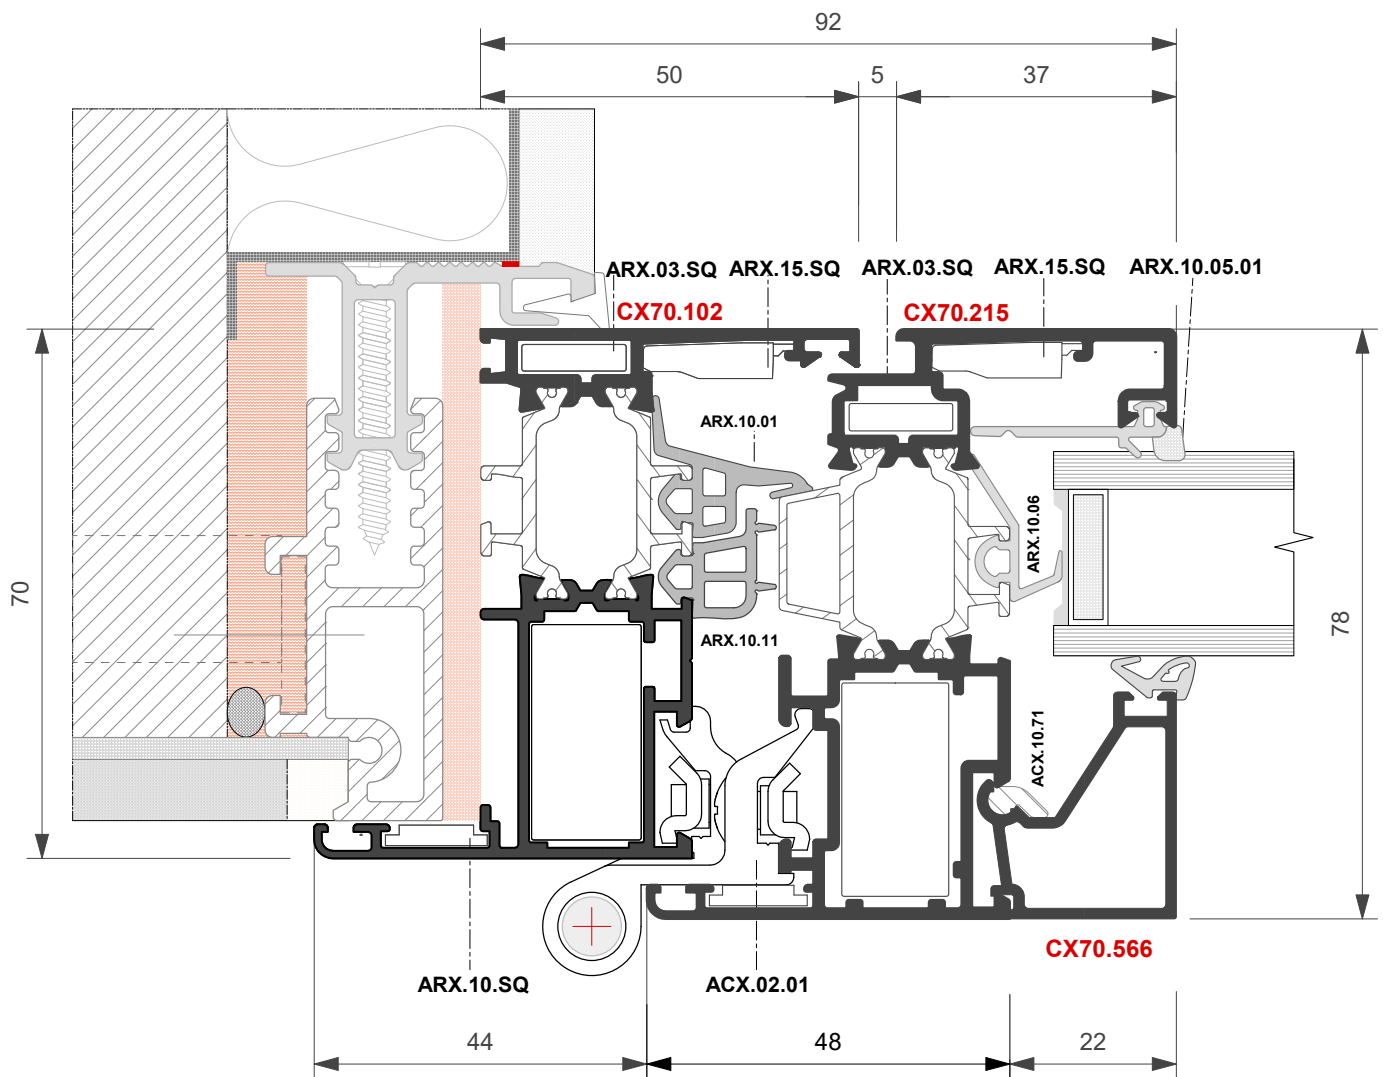 92
50
5
37
ARX.03.SQ
ARX.15.SQ
ARX.03.SQ
ARX.15.SQ
ARX.10.05.01
CX70.102
CX70.215
ARX.10.01
ARX.10.06
70
78
ARX.10.11
ACX.10.71
CX70.566
ARX.10.SQ
ACX.02.01
44
48
22